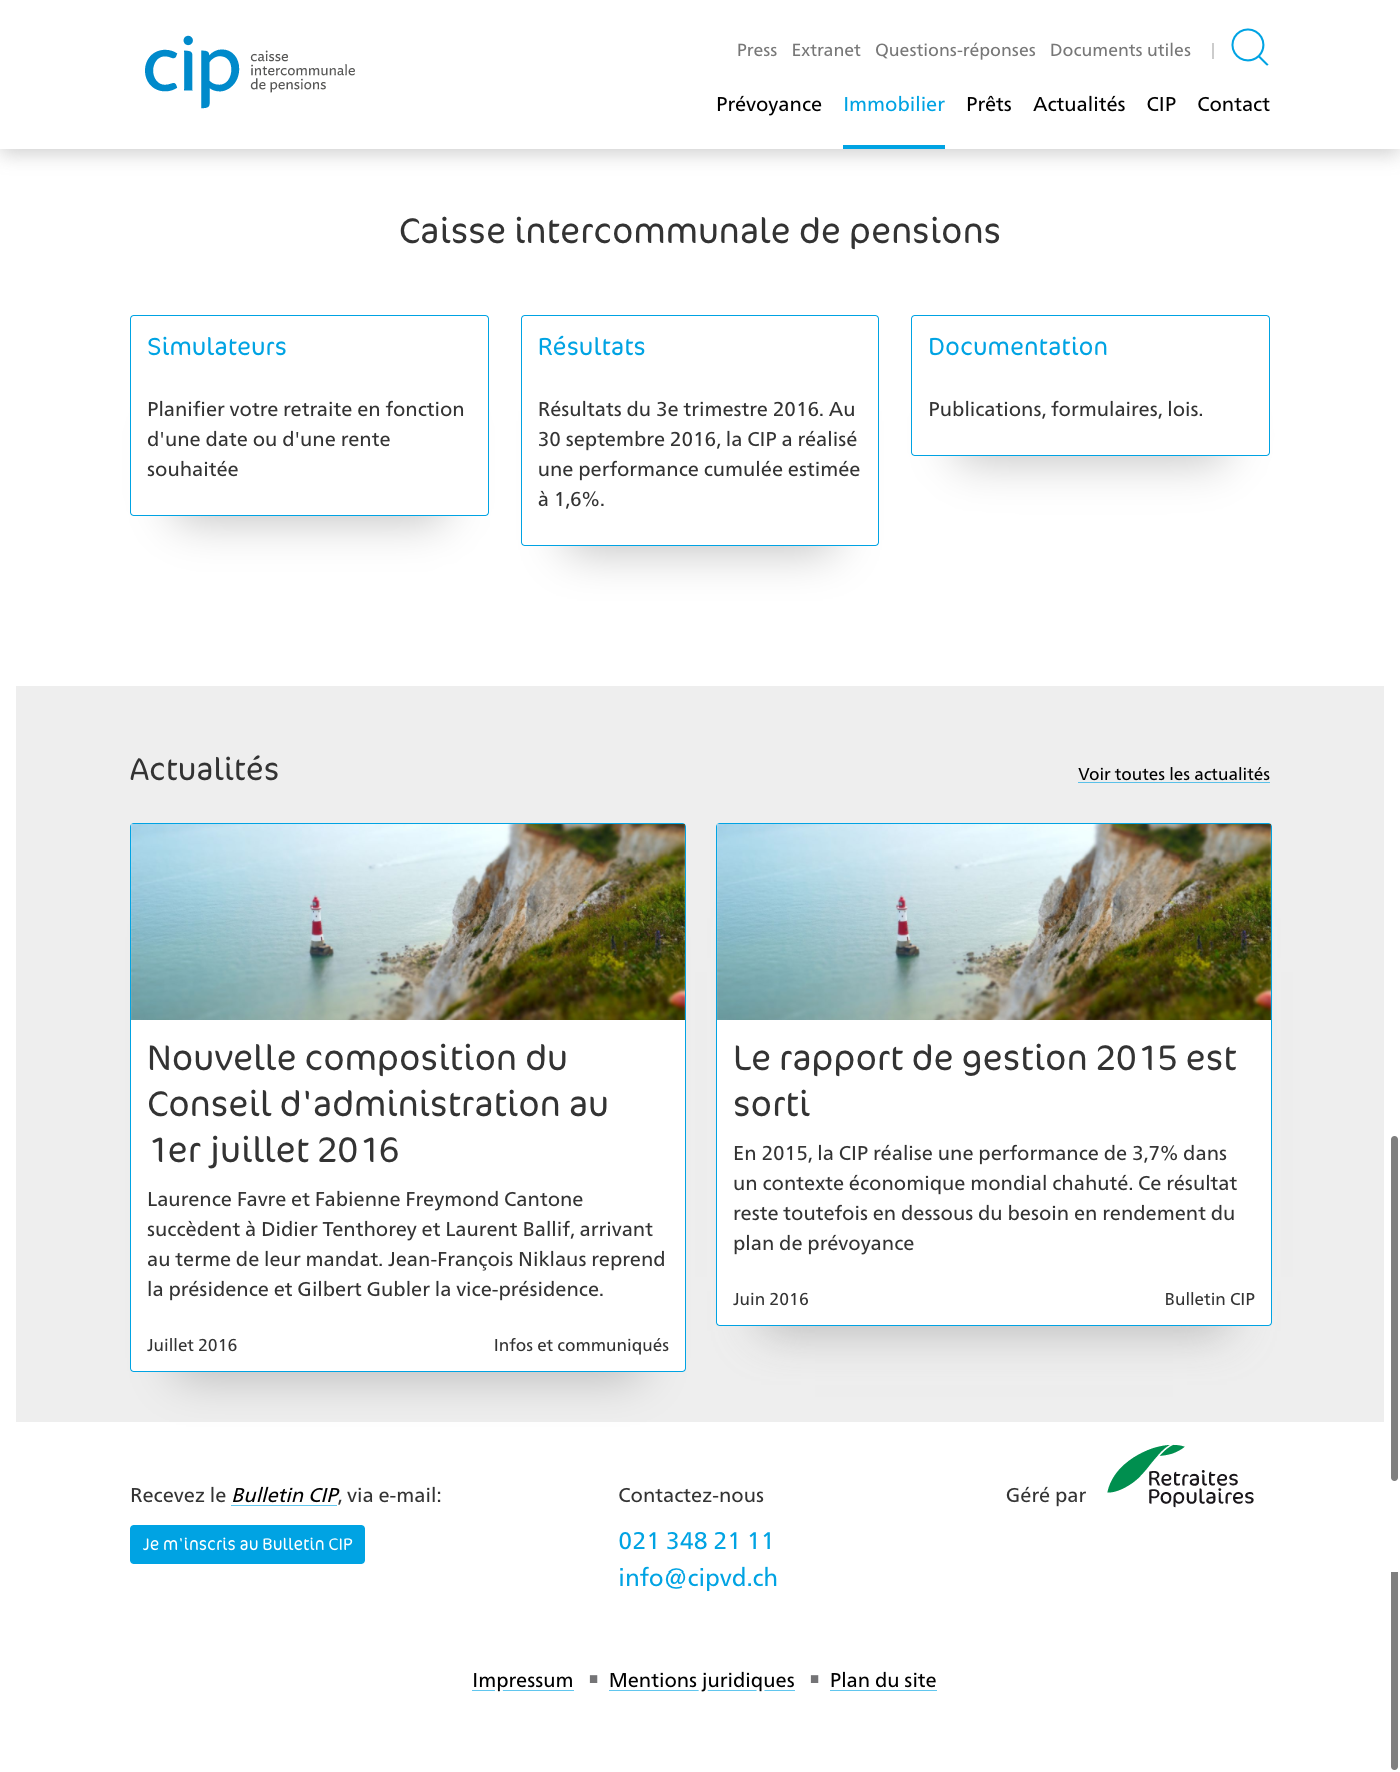 cip caisse
intercommunale
de pensions
Press Extranet Questions-réponses Documents utiles |
Prévoyance Immobilier Prêts Actualités CIP Contact
Caisse intercommunale de pensions
Simulateurs
Planifier votre retraite en fonction
d'une date ou d'une rente
souhaitée
Résultats
Résultats du 3e trimestre 2016. Au
30 septembre 2016, la CIP a réalisé
une performance cumulée estimée
à 1,6%.
Documentation
Publications, formulaires, lois.
Actualités
Voir toutes les actualités
Nouvelle composition du
Conseil d'administration au
1er juillet 2016
Laurence Favre et Fabienne Freymond Cantone
succèdent à Didier Tenthorey et Laurent Ballif, arrivant
au terme de leur mandat. Jean-François Niklaus reprend
la présidence et Gilbert Gubler la vice-présidence.
Juillet 2016 Infos et communiqués
Le rapport de gestion 2015 est
sorti
En 2015, la CIP réalise une performance de 3,7% dans
un contexte économique mondial chahuté. Ce résultat
reste toutefois en dessous du besoin en rendement du
plan de prévoyance
Juin 2016 Bulletin CIP
Recevez le Bulletin CIP, via e-mail:
Je m'inscris au Bulletin CIP
Contactez-nous
021 348 21 11
info@cipvd.ch
Géré par
Retraites
Populaires
Impressum ▪ Mentions juridiques ▪ Plan du site